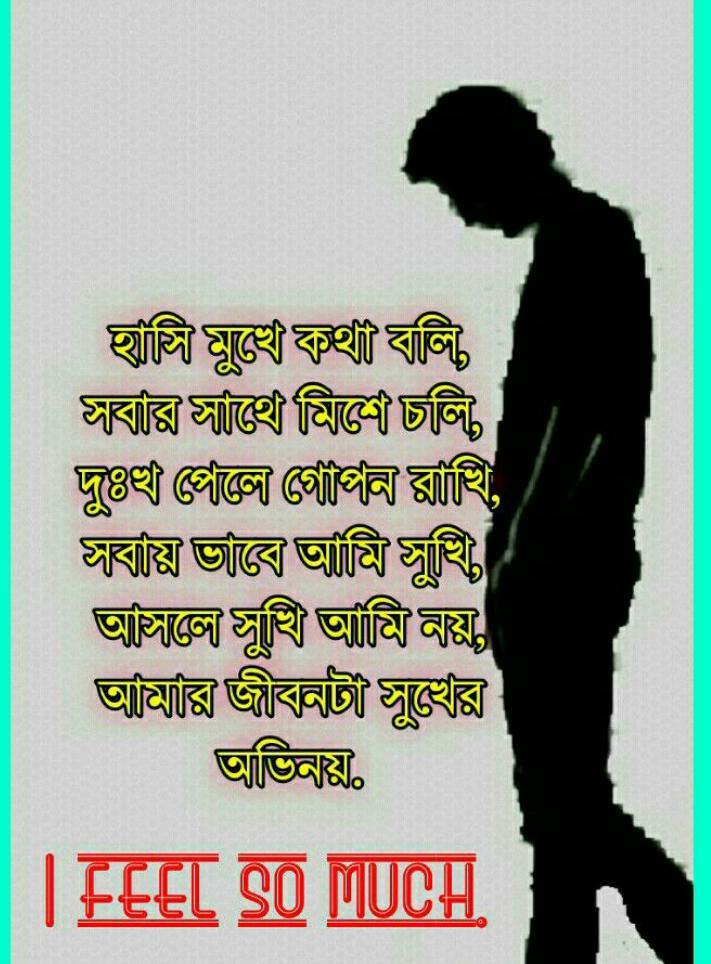 হাসি মুখে কথা বলি,
সবার সাথে মিশে চলি,
দুঃখ পেলে গোপন রাখি,
সবায় ভাবে আমি সুখি,
আসলে সুখি আমি নয়,
আমার জীবনটা সুখের
অভিনয়.
I FEEL SO MUCH.